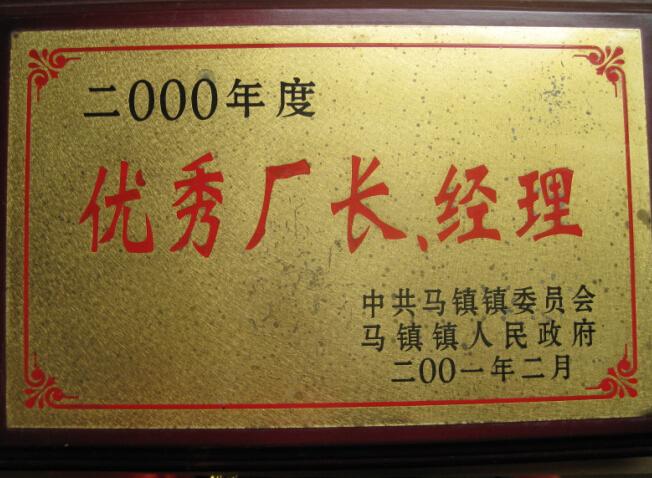 二000年度
优秀厂长、经理
中共马镇镇委员会
马镇镇人民政府
二00一年二月